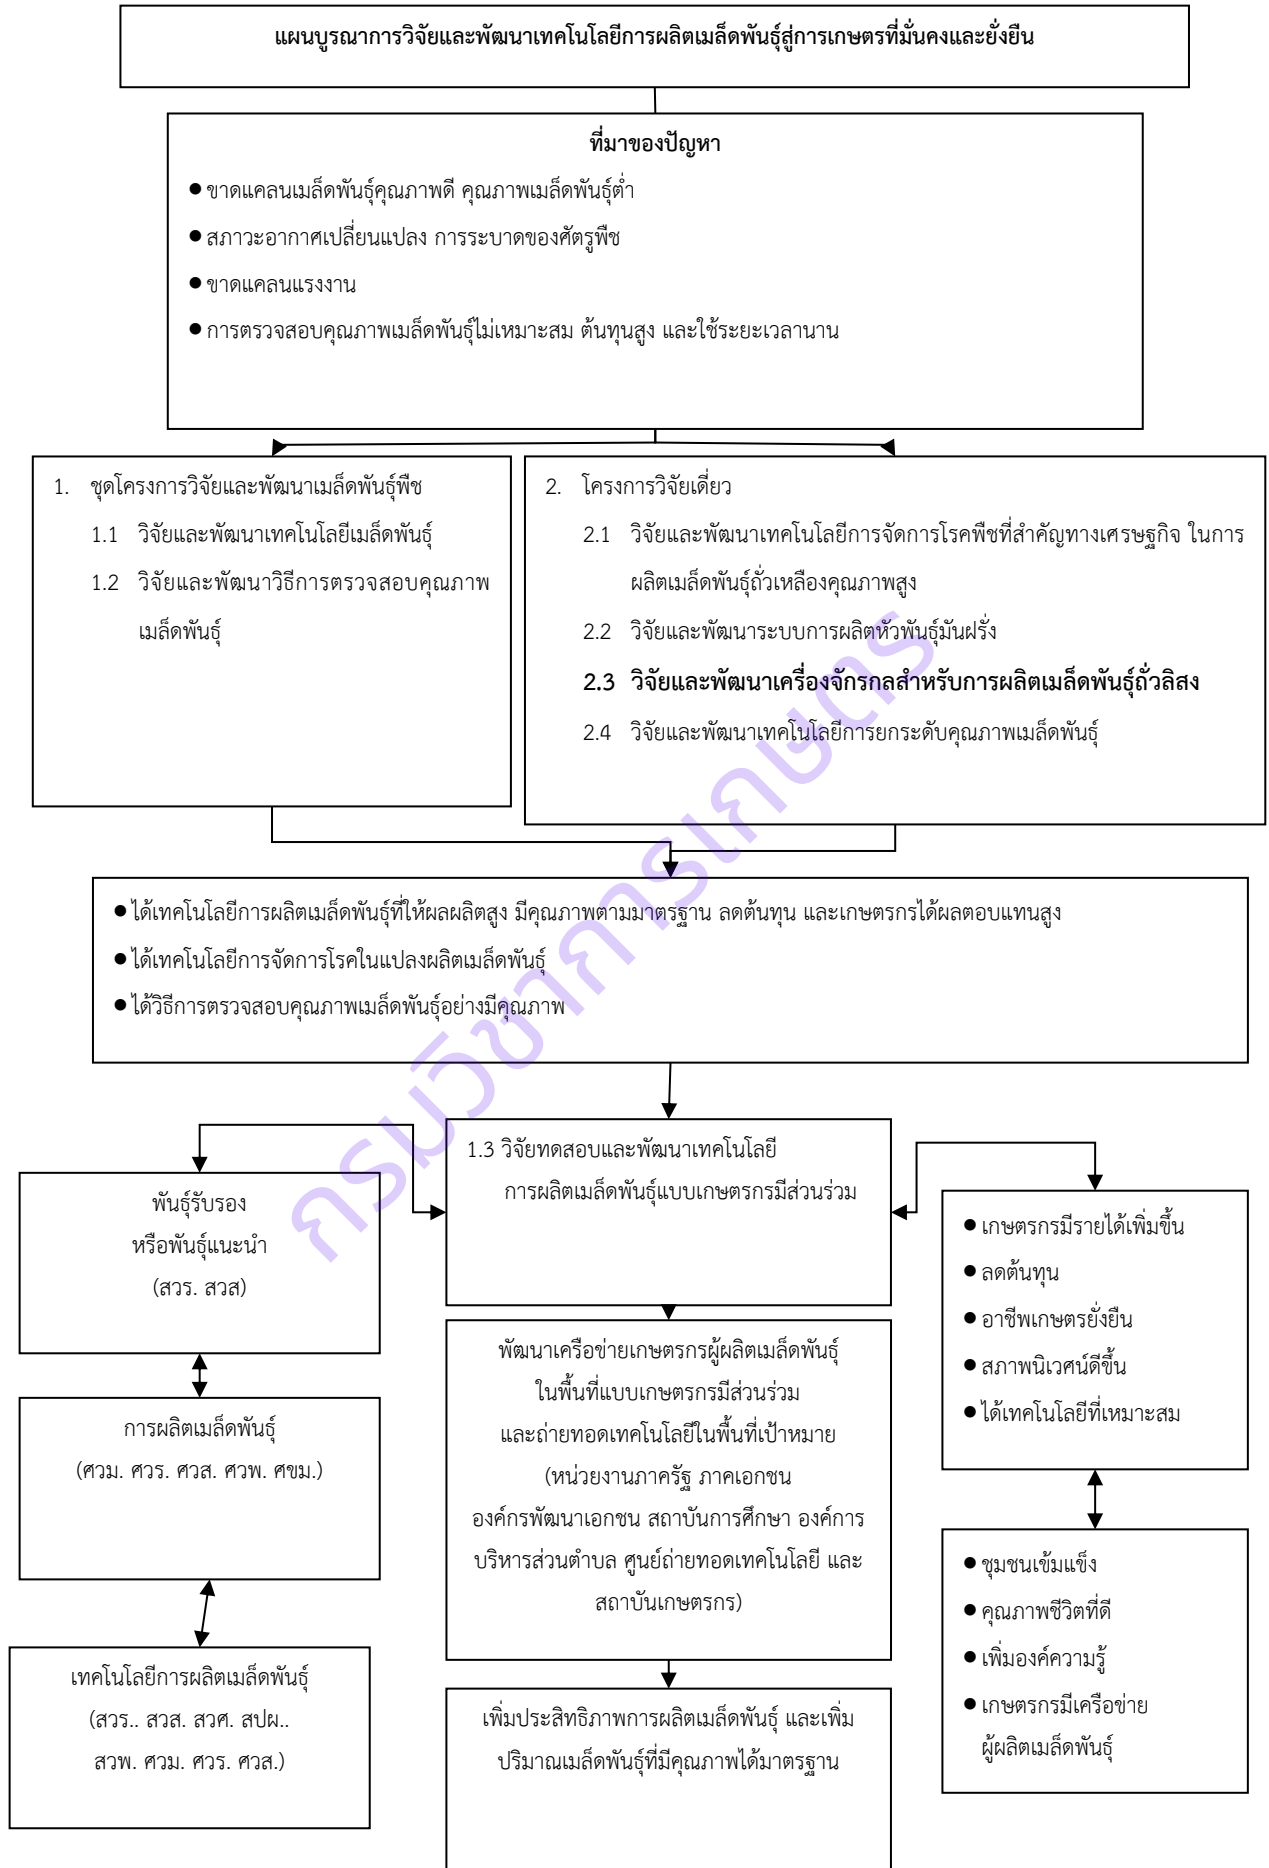 แผนบูรณาการวิจัยและพัฒนาเทคโนโลยีการผลิตเมล็ดพันธุ์สู่การเกษตรที่มั่นคงและยั่งยืน
ที่มาของปัญหา
● ขาดแคลนเมล็ดพันธุ์คุณภาพดี คุณภาพเมล็ดพันธุ์ต่ำ
● สภาวะอากาศเปลี่ยนแปลง การระบาดของศัตรูพืช
● ขาดแคลนแรงงาน
● การตรวจสอบคุณภาพเมล็ดพันธุ์ไม่เหมาะสม ต้นทุนสูง และใช้ระยะเวลานาน
1. ชุดโครงการวิจัยและพัฒนาเมล็ดพันธุ์พืช
1.1 วิจัยและพัฒนาเทคโนโลยีเมล็ดพันธุ์
1.2 วิจัยและพัฒนาวิธีการตรวจสอบคุณภาพ
เมล็ดพันธุ์
2. โครงการวิจัยเดี่ยว
2.1 วิจัยและพัฒนาเทคโนโลยีการจัดการโรคพืชที่สำคัญทางเศรษฐกิจ ในการ
ผลิตเมล็ดพันธุ์ถั่วเหลืองคุณภาพสูง
2.2 วิจัยและพัฒนาระบบการผลิตหัวพันธุ์มันฝรั่ง
2.3 วิจัยและพัฒนาเครื่องจักรกลสำหรับการผลิตเมล็ดพันธุ์ถั่วลิสง
2.4 วิจัยและพัฒนาเทคโนโลยีการยกระดับคุณภาพเมล็ดพันธุ์
● ได้เทคโนโลยีการผลิตเมล็ดพันธุ์ที่ให้ผลผลิตสูง มีคุณภาพตามมาตรฐาน ลดต้นทุน และเกษตรกรได้ผลตอบแทนสูง
● ได้เทคโนโลยีการจัดการโรคในแปลงผลิตเมล็ดพันธุ์
● ได้วิธีการตรวจสอบคุณภาพเมล็ดพันธุ์อย่างมีคุณภาพ
1.3 วิจัยทดสอบและพัฒนาเทคโนโลยี
การผลิตเมล็ดพันธุ์แบบเกษตรกรมีส่วนร่วม
พันธุ์รับรอง
หรือพันธุ์แนะนำ
(สวร. สวส)
การผลิตเมล็ดพันธุ์
(ศวม. ศวร. ศวส. ศวพ. ศขม.)
เทคโนโลยีการผลิตเมล็ดพันธุ์
(สวร.. สวส. สวศ. สปผ..
สวพ. ศวม. ศวร. ศวส.)
พัฒนาเครือข่ายเกษตรกรผู้ผลิตเมล็ดพันธุ์
ในพื้นที่แบบเกษตรกรมีส่วนร่วม
และถ่ายทอดเทคโนโลยีในพื้นที่เป้าหมาย
(หน่วยงานภาครัฐ ภาคเอกชน
องค์กรพัฒนาเอกชน สถาบันการศึกษา องค์การ
บริหารส่วนตำบล ศูนย์ถ่ายทอดเทคโนโลยี และ
สถาบันเกษตรกร)
เพิ่มประสิทธิภาพการผลิตเมล็ดพันธุ์ และเพิ่ม
ปริมาณเมล็ดพันธุ์ที่มีคุณภาพได้มาตรฐาน
● เกษตรกรมีรายได้เพิ่มขึ้น
● ลดต้นทุน
● อาชีพเกษตรยั่งยืน
● สภาพนิเวศน์ดีขึ้น
● ได้เทคโนโลยีที่เหมาะสม
● ชุมชนเข้มแข็ง
● คุณภาพชีวิตที่ดี
● เพิ่มองค์ความรู้
● เกษตรกรมีเครือข่าย
ผู้ผลิตเมล็ดพันธุ์
กรมวิชาการเกษตร